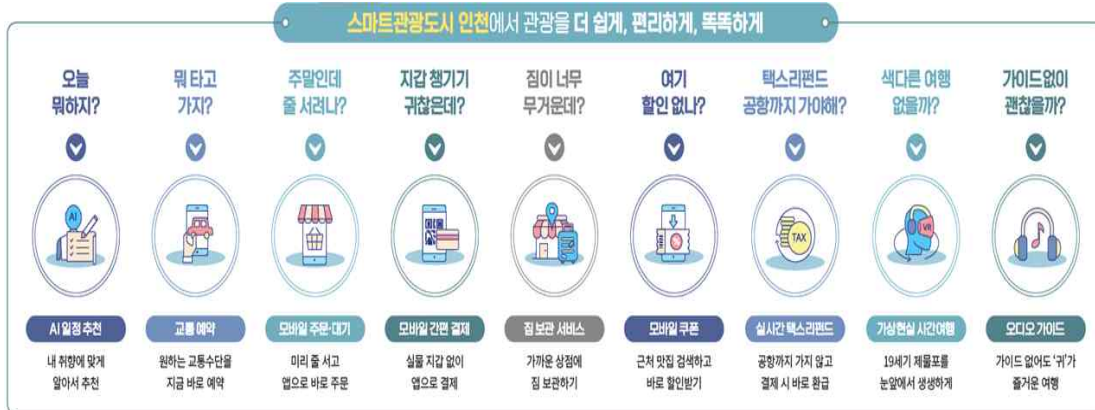 스마트관광도시 인천에서 관광을 더 쉽게, 편리하게, 똑똑하게
오늘
뭐하지?
AI
AI 일정 추천
내 취향에 맞게
알아서 추천
뭐 타고
가지?
교통 예약
원하는 교통수단을
지금 바로 예약
주말인데
줄 서려나?
모바일 주문·대기
미리 줄 서고
앱으로 바로 주문
지갑 챙기기
귀찮은데?
모바일 간편 결제
실물 지갑 없이
앱으로 결제
짐이 너무
무거운데?
짐 보관 서비스
가까운 상점에
짐 보관하기
여기
할인 없나?
모바일 쿠폰
근처 맛집 검색하고
바로 할인받기
택스리펀드
공항까지 가야해?
TAX
실시간 택스리펀드
공항까지 가지 않고
결제 시 바로 환급
색다른 여행
없을까?
VR
가상현실 시간여행
19세기 제물포를
눈앞에서 생생하게
가이드없이
괜찮을까?
오디오 가이드
가이드 없어도 '귀'가
즐거운 여행